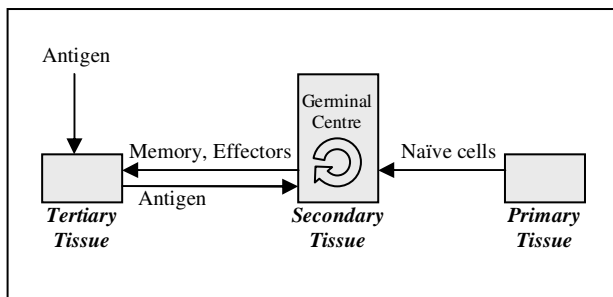 Antigen
Germinal
Centre
Memory, Effectors
Naïve cells
Antigen
Tertiary
Tissue
Secondary
Tissue
Primary
Tissue